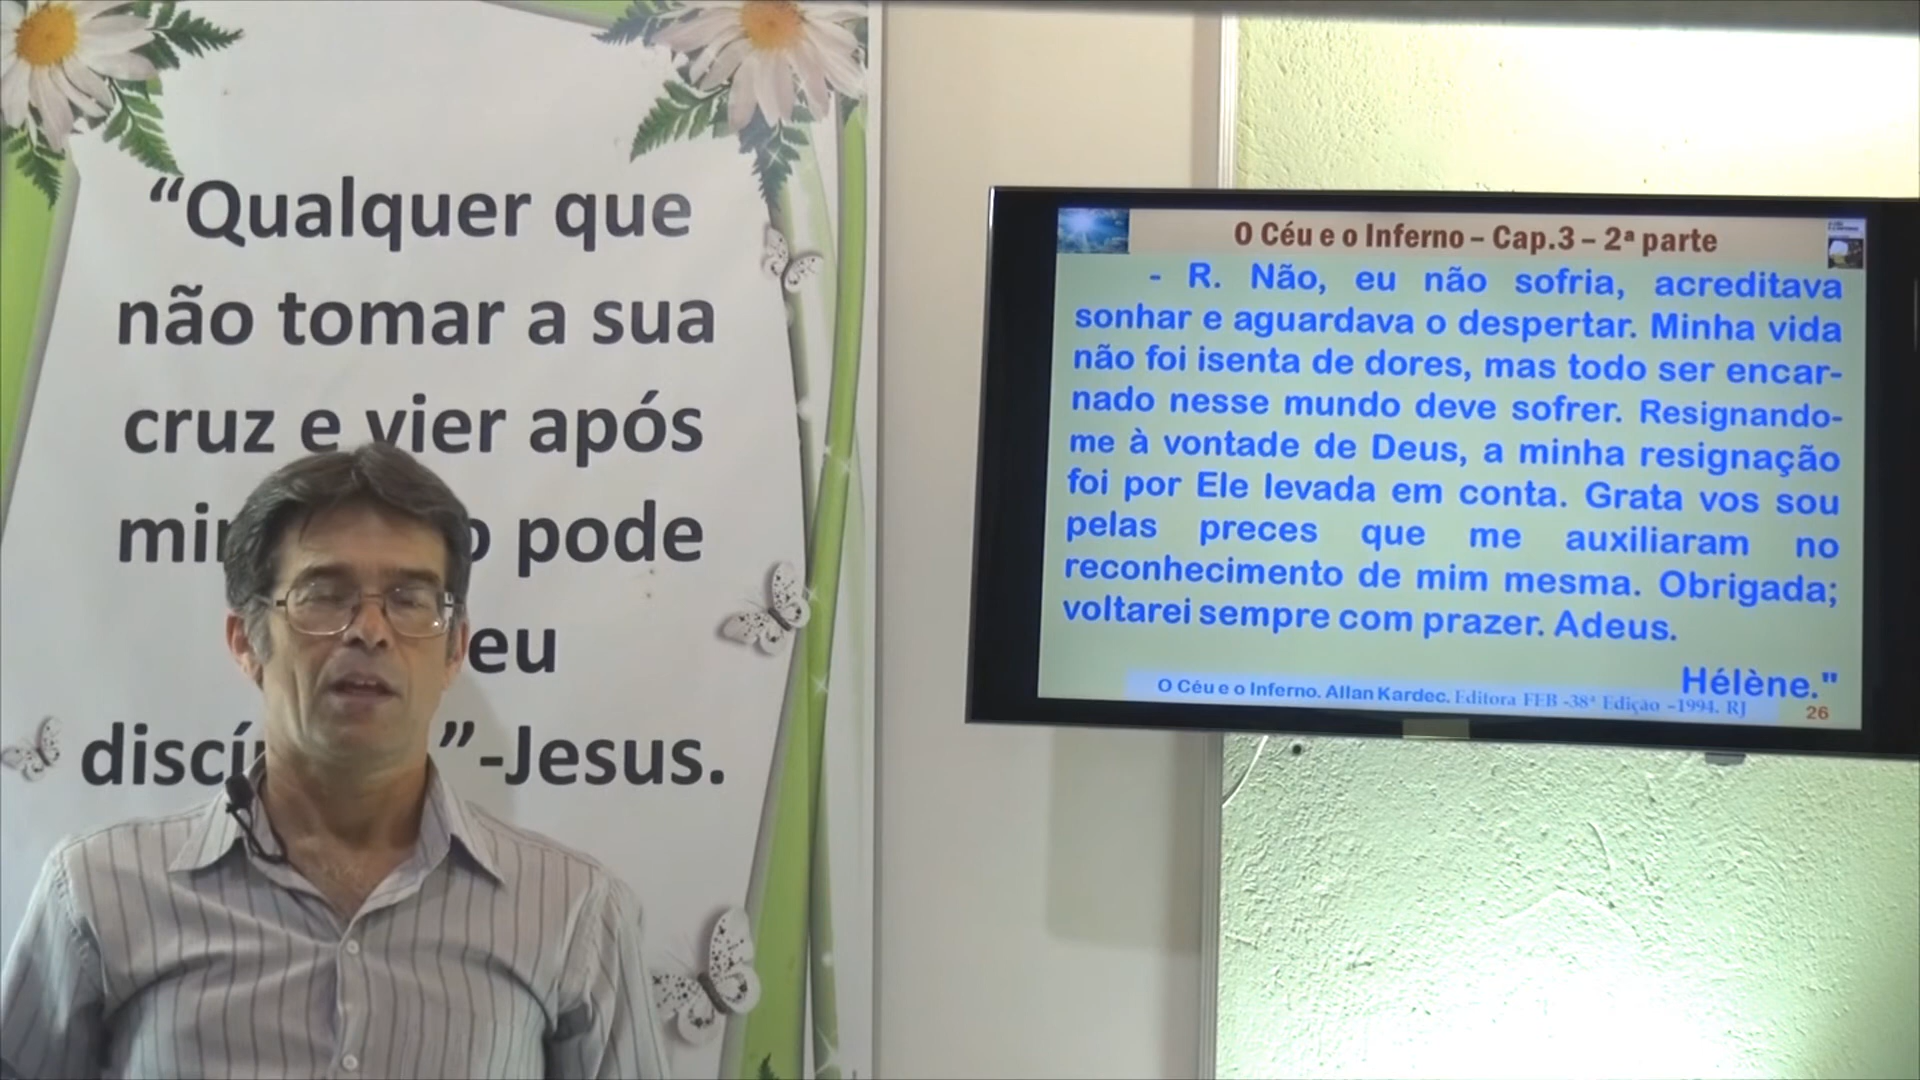 “Qualquer que
não tomar a sua
cruz e vier após
pode
discí ”-Jesus.
O Céu e o Inferno – Cap.3 – 2ª parte
- R. Não, eu não sofria, acreditava
sonhar e aguardava o despertar. Minha vida
não foi isenta de dores, mas todo ser encar-
nado nesse mundo deve sofrer. Resignando-
me à vontade de Deus, a minha resignação
foi por Ele levada em conta. Grata vos sou
pelas preces que me auxiliaram no
reconhecimento de mim mesma. Obrigada;
voltarei sempre com prazer. Adeus.
Hélène."
O Céu e o Inferno. Allan Kardec. Editora FEB -38ª Edição -1994. RJ
26